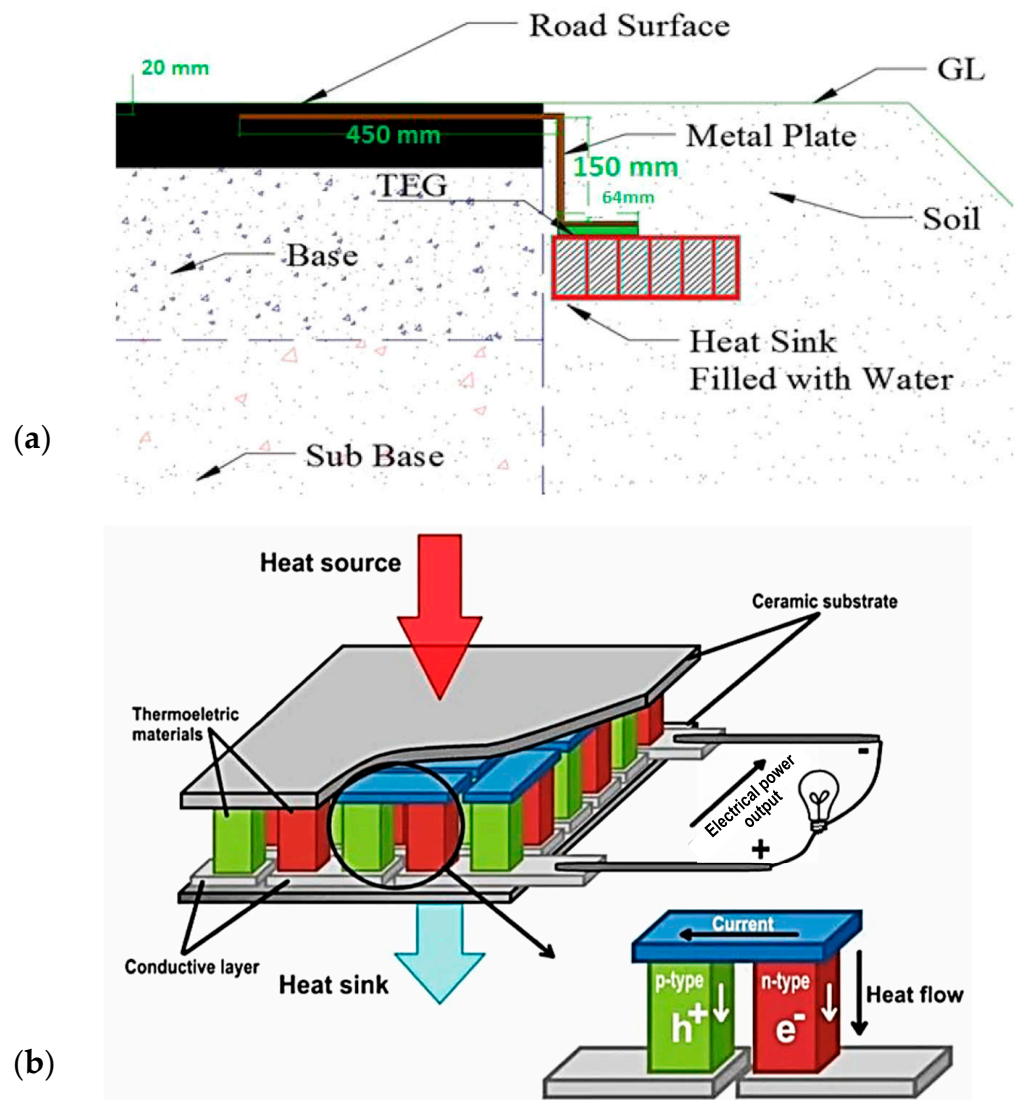 Road Surface
20 mm
GL
450 mm
Metal Plate
150 mm
TEG
64mm
Soil
Base
Heat Sink
Filled with Water
(a)
Sub Base
Heat source
Ceramic substrate
Thermoeletric
materials
-
Electrical power
output
+
Conductive layer
Heat sink
Current
p-type
n-type
Heat flow
h+
e-
(b)